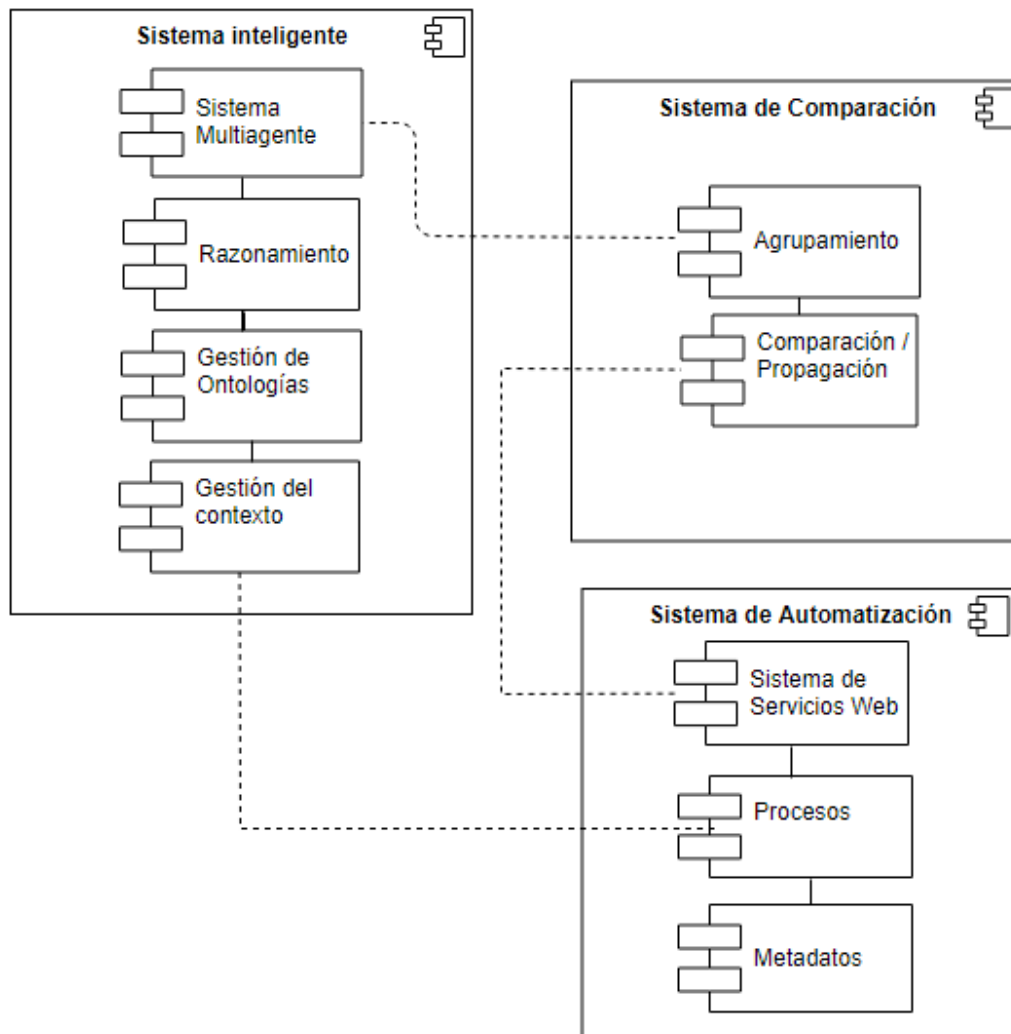 Sistema inteligente
Sistema
Multiagente
Razonamiento
Gestión de
Ontologías
Gestión del
contexto
Sistema de Comparación
Agrupamiento
Comparación /
Propagación
Sistema de Automatización
Sistema de
Servicios Web
Procesos
Metadatos